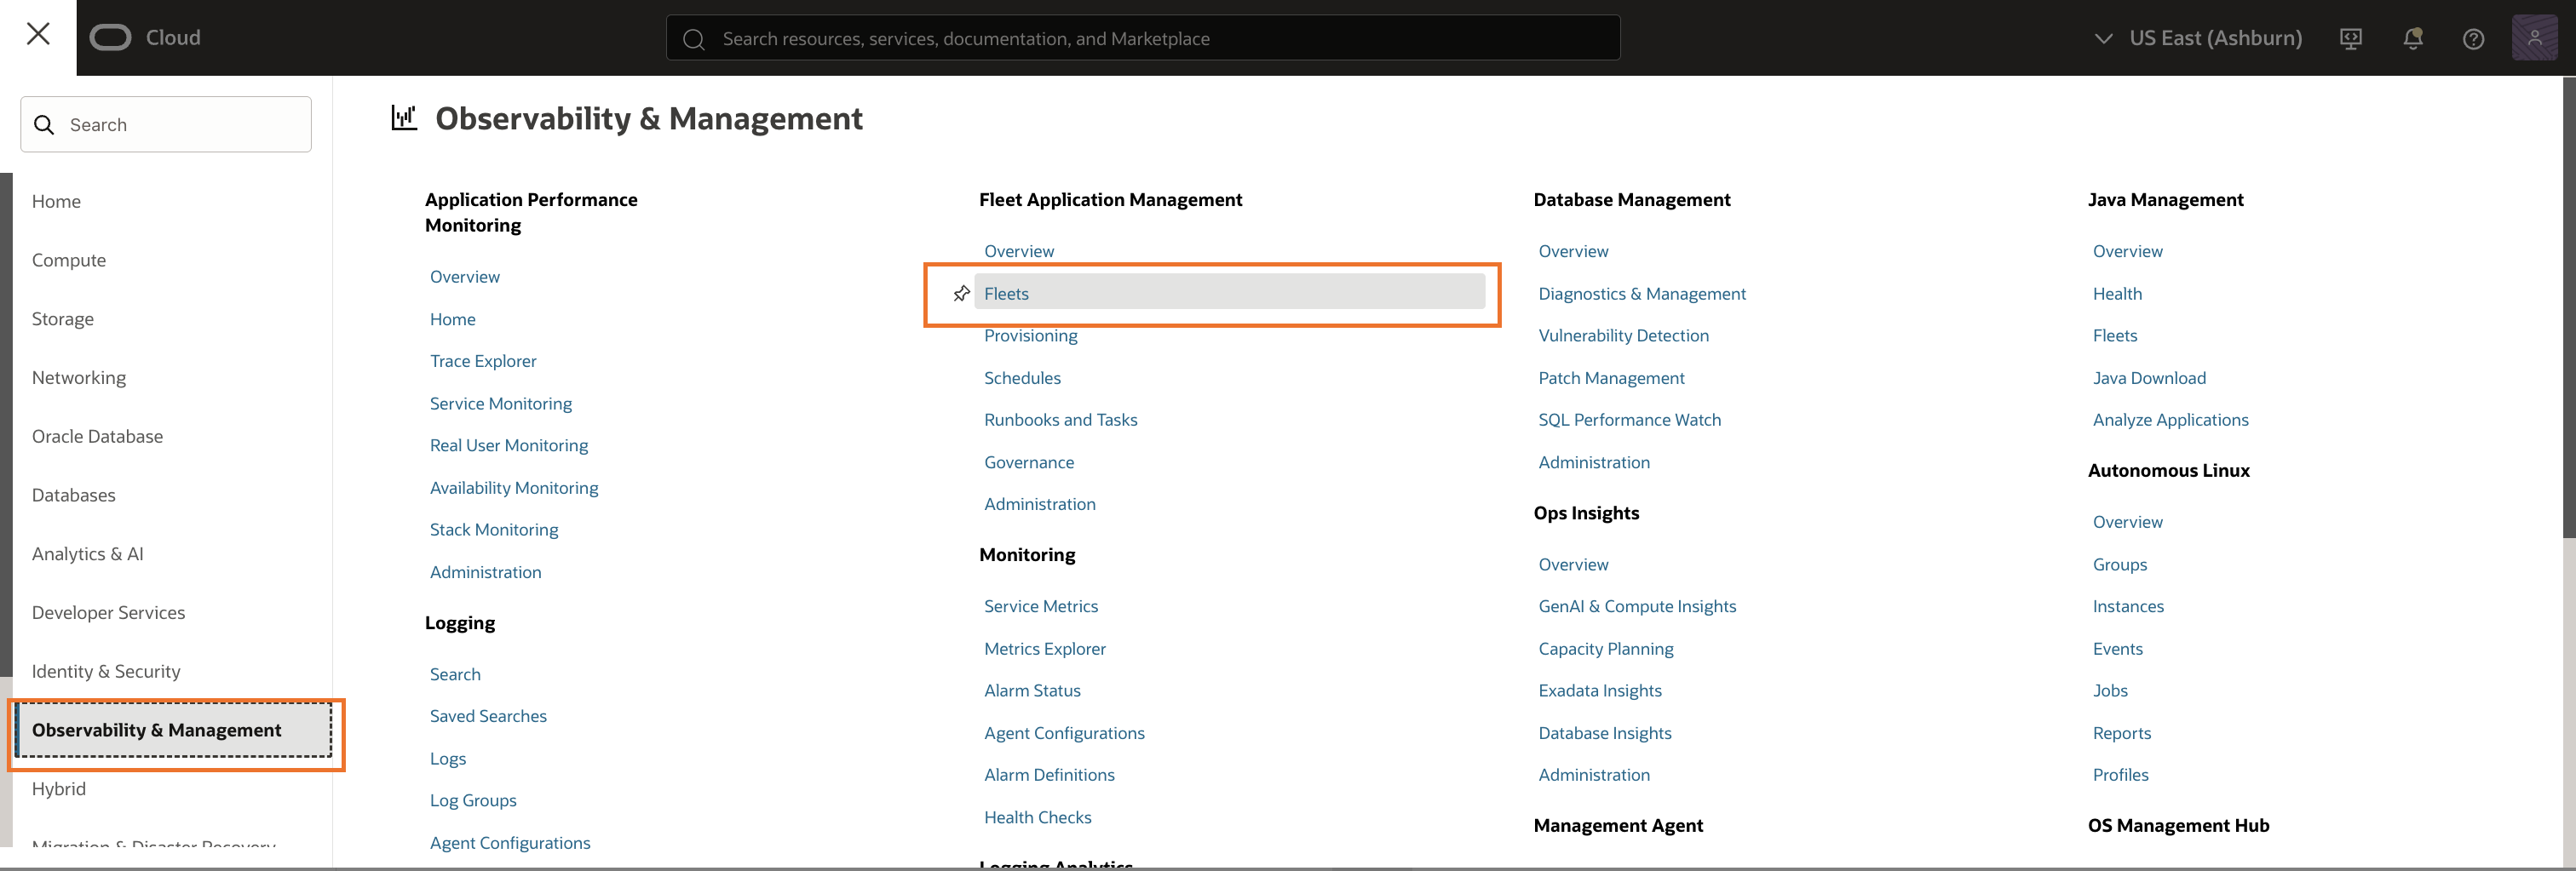 Cloud
Search resources, services, documentation, and Marketplace
US East (Ashburn)
Search
Home
Compute
Storage
Networking
Oracle Database
Databases
Analytics & AI
Developer Services
Identity & Security
Observability & Management
Hybrid
Migration & Disaster Recovery
Observability & Management
Application Performance
Monitoring
Overview
Home
Trace Explorer
Service Monitoring
Real User Monitoring
Availability Monitoring
Stack Monitoring
Administration
Logging
Search
Saved Searches
Logs
Log Groups
Agent Configurations
Fleet Application Management
Overview
Fleets
Provisioning
Schedules
Runbooks and Tasks
Governance
Administration
Monitoring
Service Metrics
Metrics Explorer
Alarm Status
Agent Configurations
Alarm Definitions
Health Checks
Logging Analytics
Database Management
Overview
Diagnostics & Management
Vulnerability Detection
Patch Management
SQL Performance Watch
Administration
Ops Insights
Overview
GenAI & Compute Insights
Capacity Planning
Exadata Insights
Database Insights
Administration
Management Agent
Java Management
Overview
Health
Fleets
Java Download
Analyze Applications
Autonomous Linux
Overview
Groups
Instances
Events
Jobs
Reports
Profiles
OS Management Hub